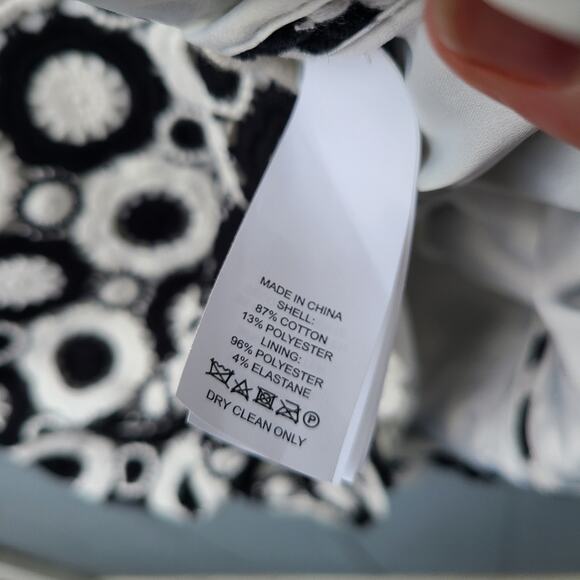 MADE IN CHINA
SHELL:
87% COTTON
13% POLYESTER
LINING:
96% POLYESTER
4% ELASTANE
P
DRY CLEAN ONLY